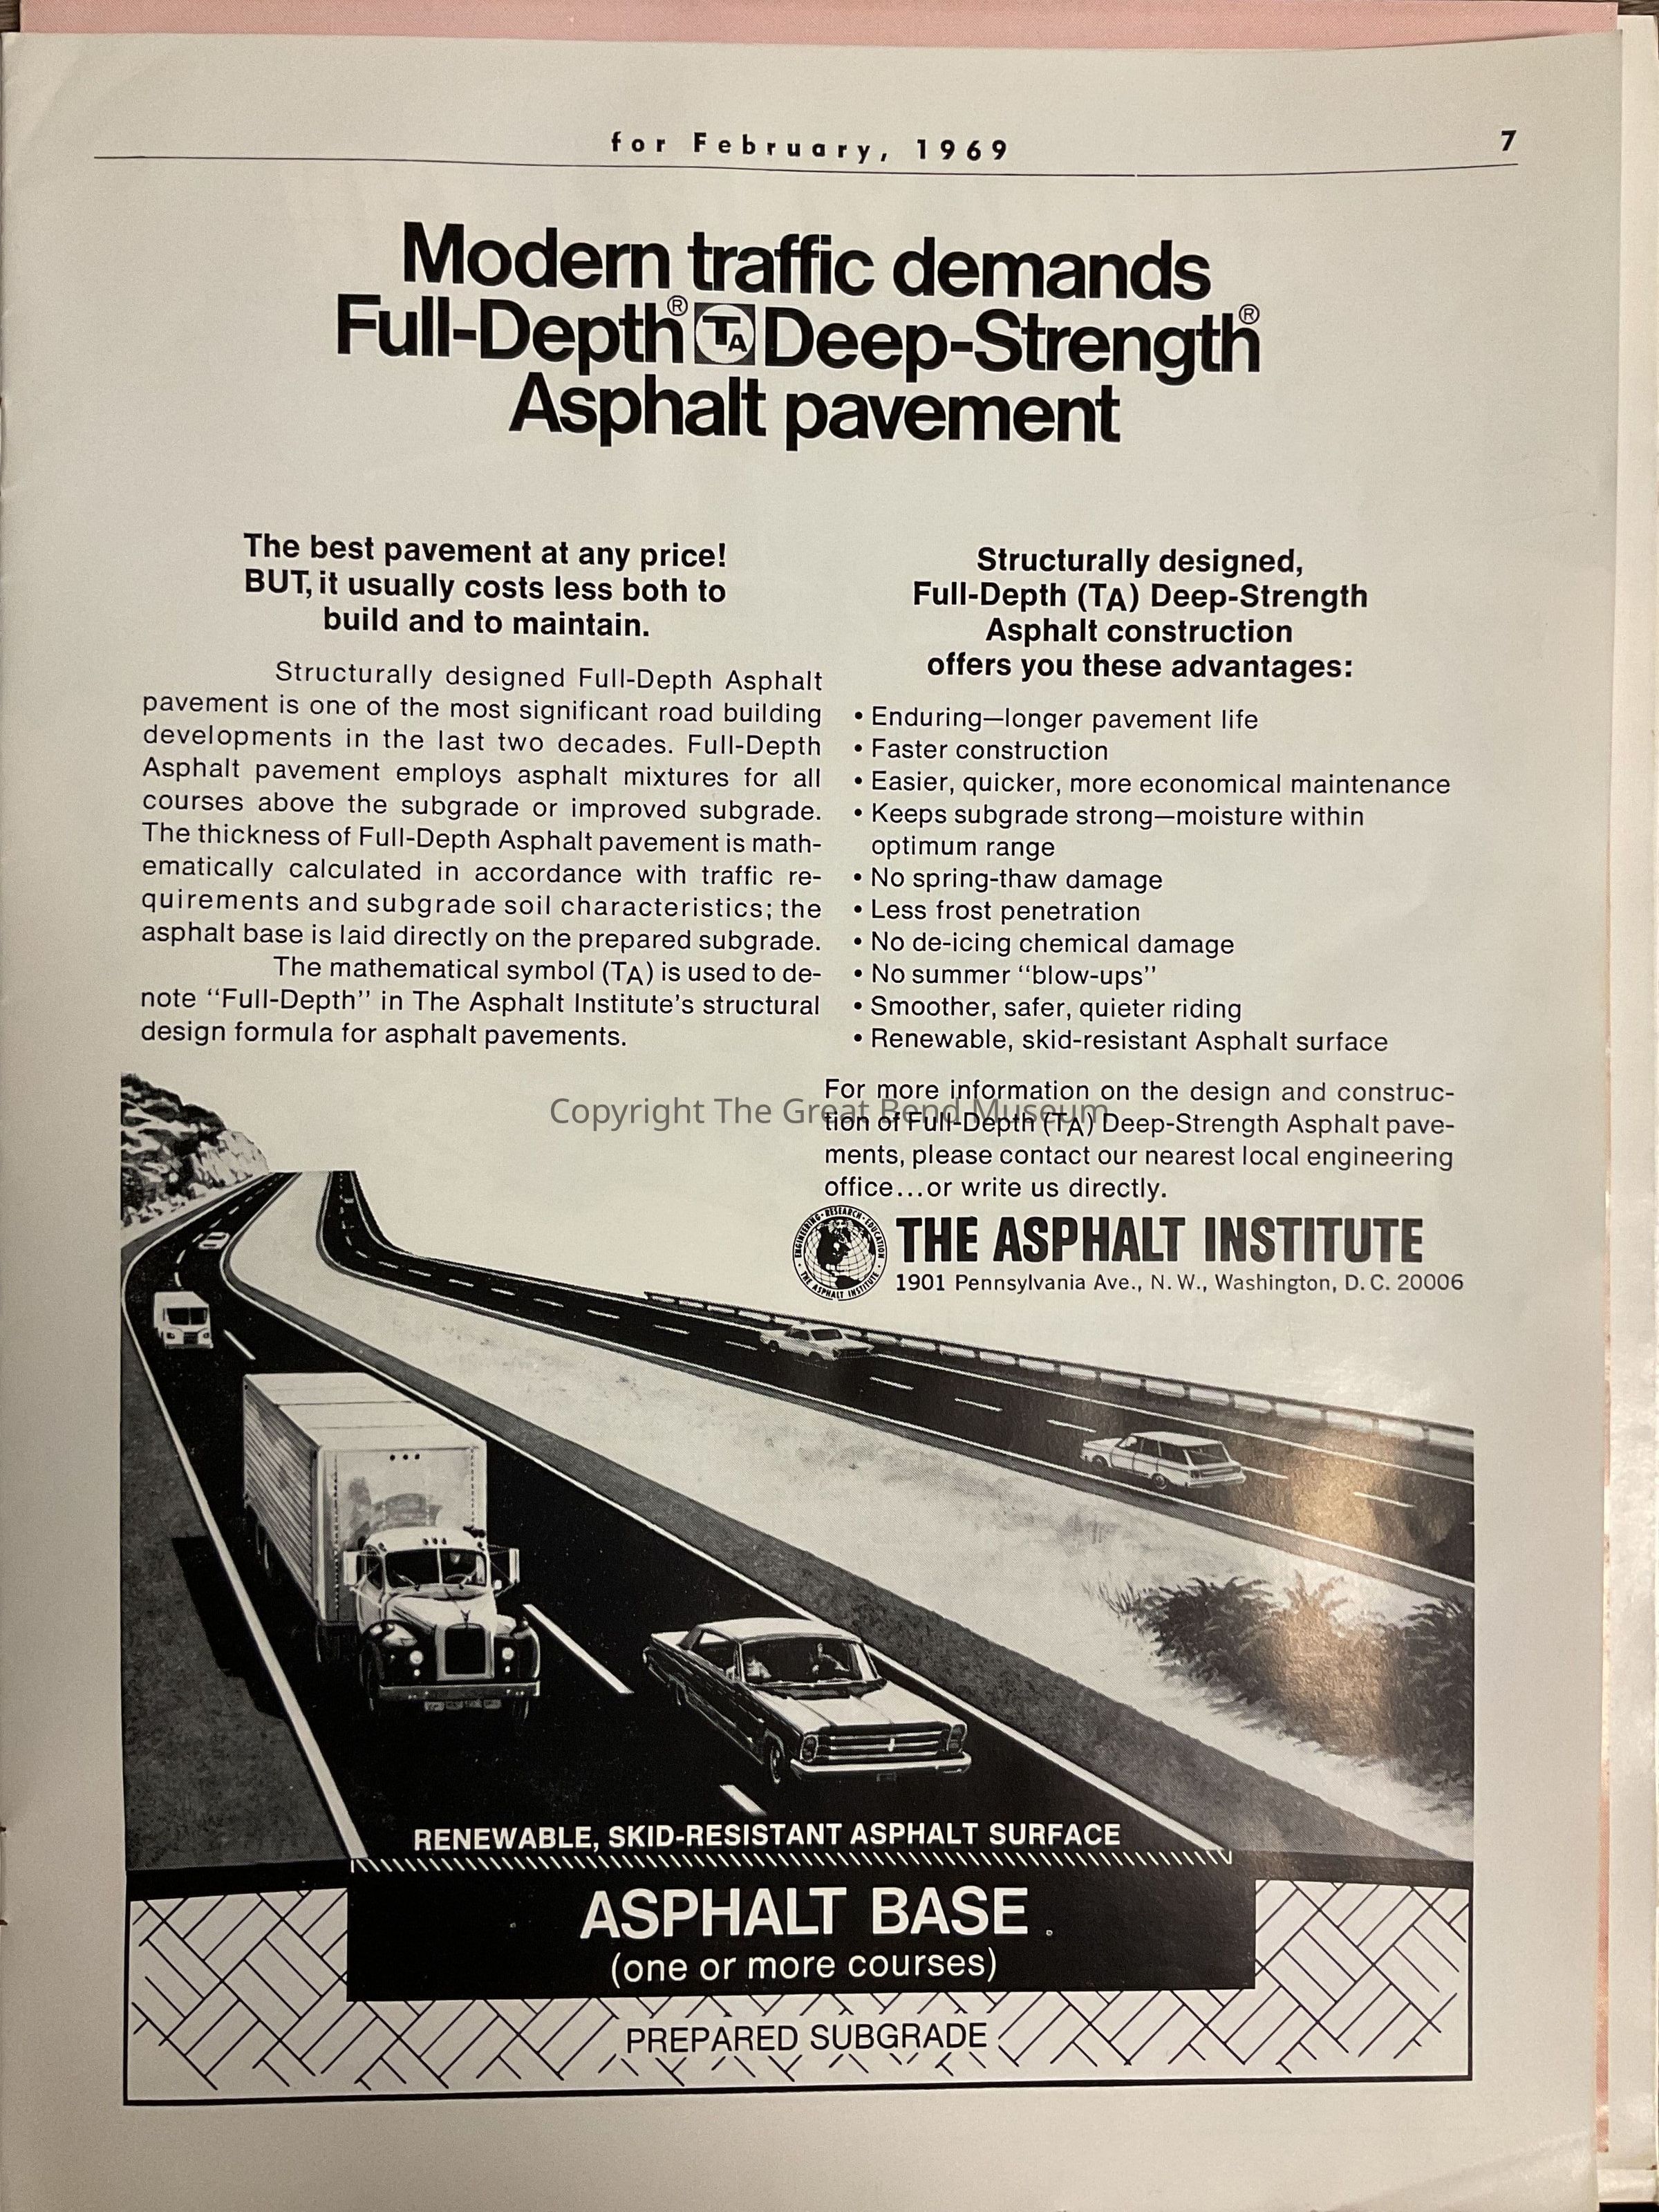 for February, 1969
7
Modern traffic demands
Full-Depth® TA Deep-Strength®
Asphalt pavement
The best pavement at any price!
BUT, it usually costs less both to
build and to maintain.
Structurally designed Full-Depth Asphalt
pavement is one of the most significant road building
developments in the last two decades. Full-Depth
Asphalt pavement employs asphalt mixtures for all
courses above the subgrade or improved subgrade.
The thickness of Full-Depth Asphalt pavement is math-
ematically calculated in accordance with traffic re-
quirements and subgrade soil characteristics; the
asphalt base is laid directly on the prepared subgrade.
The mathematical symbol (TA) is used to de-
note “Full-Depth” in The Asphalt Institute’s structural
design formula for asphalt pavements.
Structurally designed,
Full-Depth (TA) Deep-Strength
Asphalt construction
offers you these advantages:
• Enduring—longer pavement life
• Faster construction
• Easier, quicker, more economical maintenance
• Keeps subgrade strong—moisture within
optimum range
• No spring-thaw damage
• Less frost penetration
• No de-icing chemical damage
• No summer “blow-ups”
• Smoother, safer, quieter riding
• Renewable, skid-resistant Asphalt surface
For more information on the design and construc-
tion of Full-Depth (TA) Deep-Strength Asphalt pave-
ments, please contact our nearest local engineering
office...or write us directly.
Copyright The Great Bend Museum
ENGINEERING · RESEARCH · EDUCATION
· THE ASPHALT INSTITUTE ·
THE ASPHALT INSTITUTE
1901 Pennsylvania Ave., N. W., Washington, D. C. 20006
RENEWABLE, SKID-RESISTANT ASPHALT SURFACE
ASPHALT BASE
(one or more courses)
PREPARED SUBGRADE